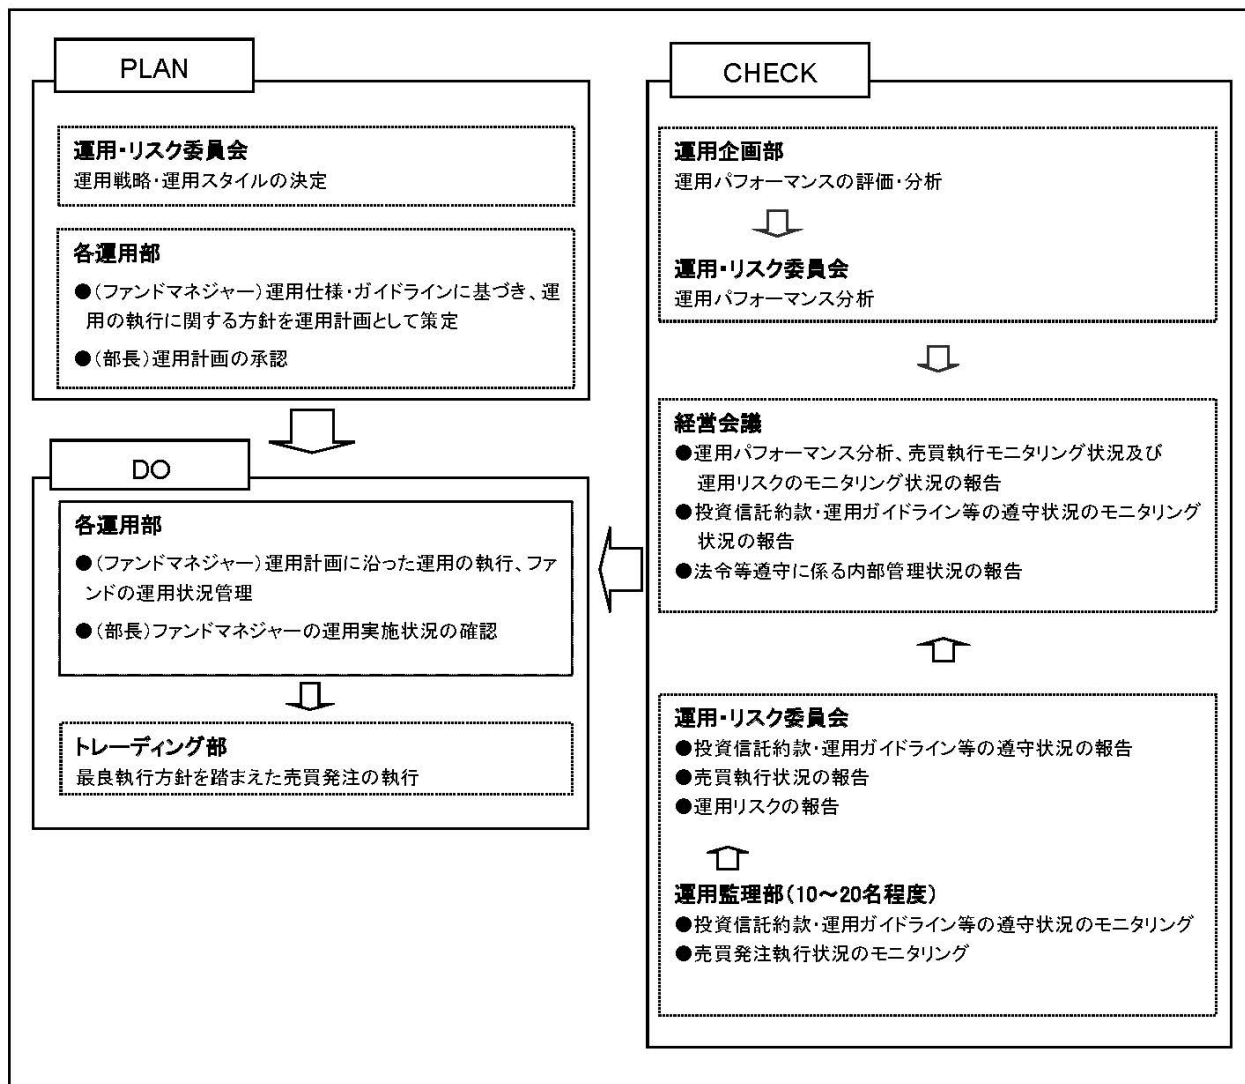 PLAN
運用・リスク委員会
運用戦略・運用スタイルの決定
各運用部
●(ファンドマネジャー)運用仕様・ガイドラインに基づき、運
用の執行に関する方針を運用計画として策定
●(部長)運用計画の承認
DO
各運用部
●(ファンドマネジャー)運用計画に沿った運用の執行、ファ
ンドの運用状況管理
●(部長)ファンドマネジャーの運用実施状況の確認
トレーディング部
最良執行方針を踏まえた売買発注の執行
CHECK
運用企画部
運用パフォーマンスの評価・分析
運用・リスク委員会
運用パフォーマンス分析
経営会議
●運用パフォーマンス分析、売買執行モニタリング状況及び
運用リスクのモニタリング状況の報告
●投資信託約款・運用ガイドライン等の遵守状況のモニタリング
状況の報告
●法令等遵守に係る内部管理状況の報告
運用・リスク委員会
●投資信託約款・運用ガイドライン等の遵守状況の報告
●売買執行状況の報告
●運用リスクの報告
運用監理部(10～20名程度)
●投資信託約款・運用ガイドライン等の遵守状況のモニタリング
●売買発注執行状況のモニタリング